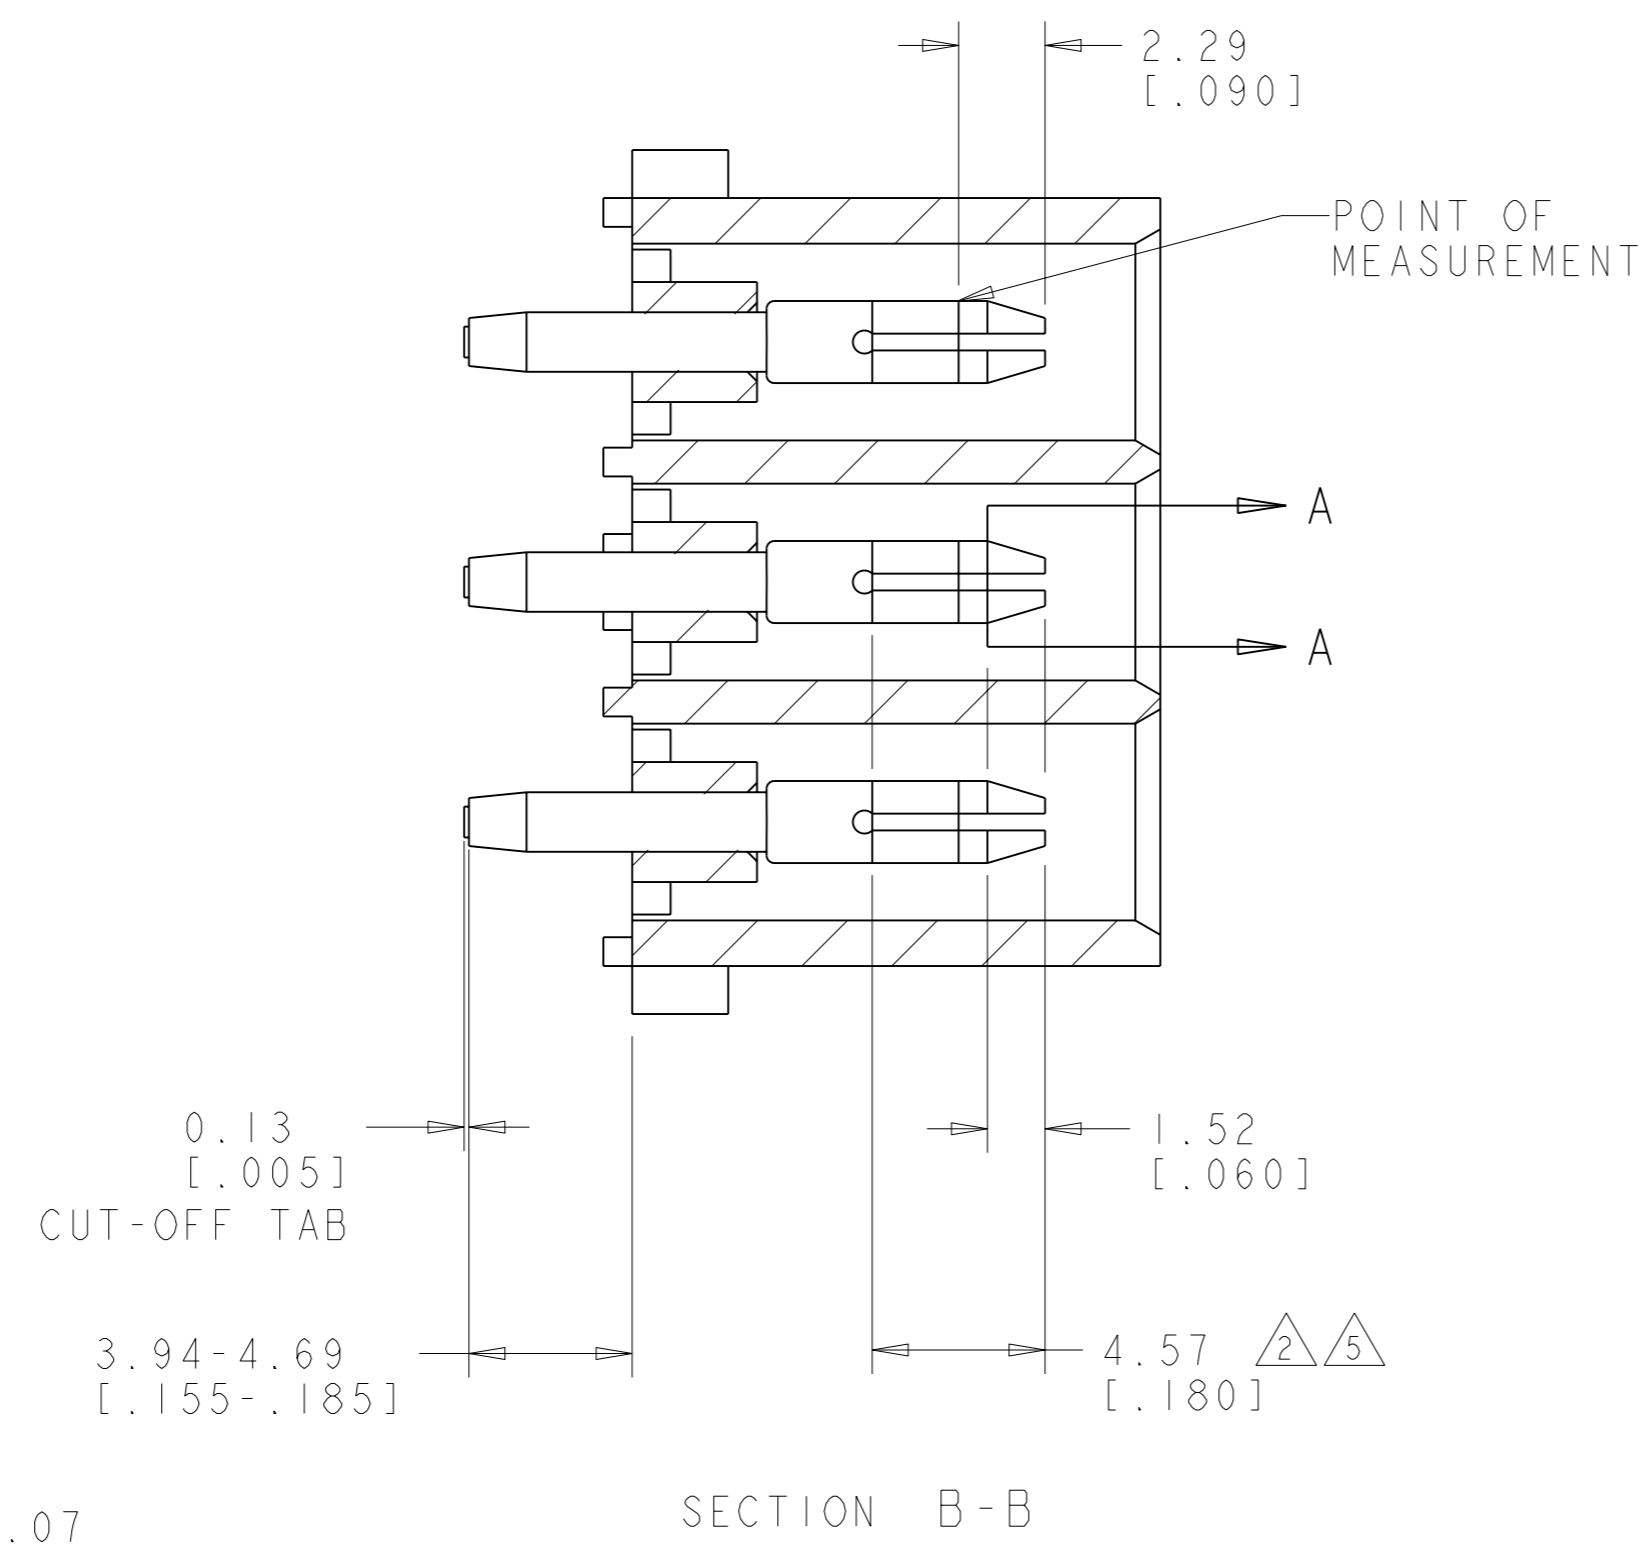 2.29
[.090]
POINT OF
MEASUREMENT
A
A
0.13
[.005]
CUT-OFF TAB
1.52
[.060]
3.94-4.69
[.155-.185]
4.57 2 5
[.180]
SECTION B-B
.07